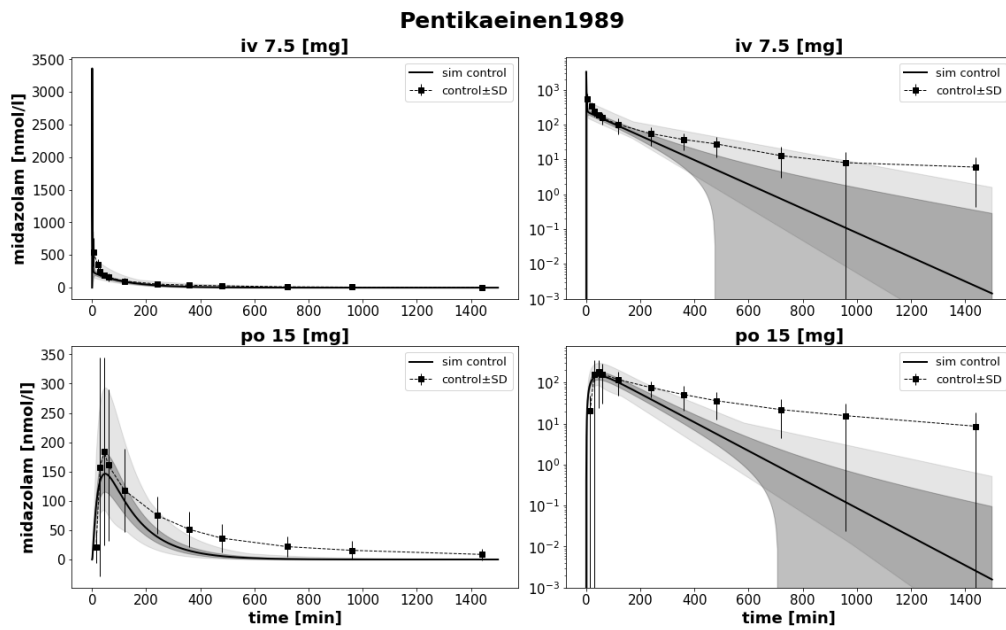 Pentikaeinen1989
iv 7.5 [mg]
midazolam [nmol/l]
3500
3000
2500
2000
1500
1000
500
0
0 200 400 600 800 1000 1200 1400
sim control
control±SD
iv 7.5 [mg]
10³
10²
10¹
10⁰
10⁻¹
10⁻²
10⁻³
0 200 400 600 800 1000 1200 1400
sim control
control±SD
po 15 [mg]
midazolam [nmol/l]
350
300
250
200
150
100
50
0
0 200 400 600 800 1000 1200 1400
time [min]
sim control
control±SD
po 15 [mg]
10²
10¹
10⁰
10⁻¹
10⁻²
10⁻³
0 200 400 600 800 1000 1200 1400
time [min]
sim control
control±SD